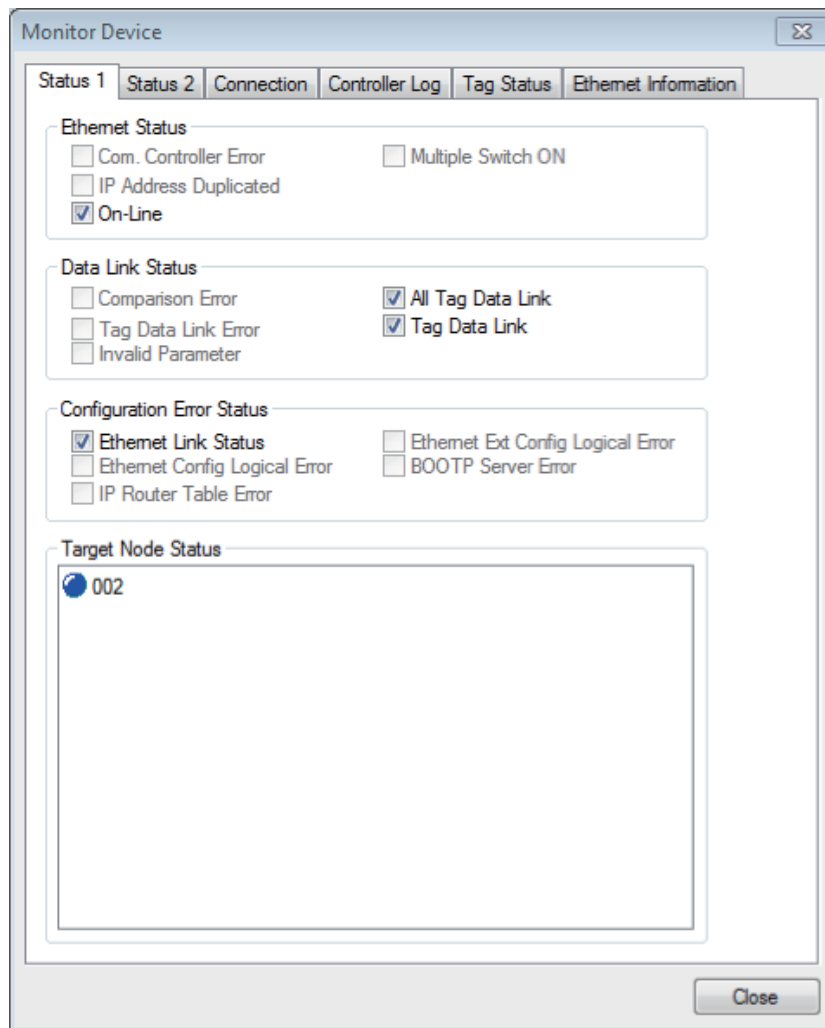 Monitor Device
Status 1 Status 2 Connection Controller Log Tag Status Ethernet Information
Ethernet Status
Com. Controller Error Multiple Switch ON
IP Address Duplicated
On-Line
Data Link Status
Comparison Error All Tag Data Link
Tag Data Link Error Tag Data Link
Invalid Parameter
Configuration Error Status
Ethernet Link Status Ethernet Ext Config Logical Error
Ethernet Config Logical Error BOOTP Server Error
IP Router Table Error
Target Node Status
002
Close